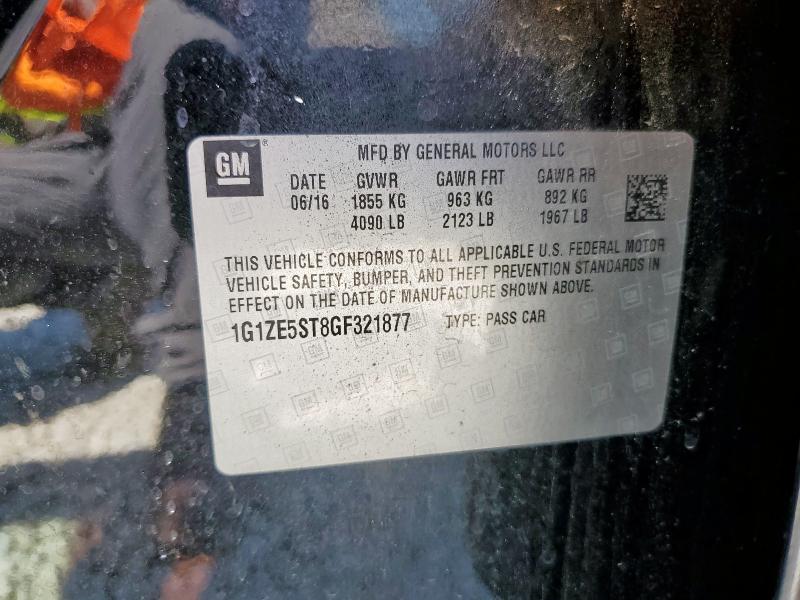 GM
MFD BY GENERAL MOTORS LLC
DATE GVWR GAWR FRT GAWR RR
06/16 1855 KG 963 KG 892 KG
4090 LB 2123 LB 1967 LB
THIS VEHICLE CONFORMS TO ALL APPLICABLE U.S. FEDERAL MOTOR
VEHICLE SAFETY, BUMPER, AND THEFT PREVENTION STANDARDS IN
EFFECT ON THE DATE OF MANUFACTURE SHOWN ABOVE.
1G1ZE5ST8GF321877 TYPE: PASS CAR